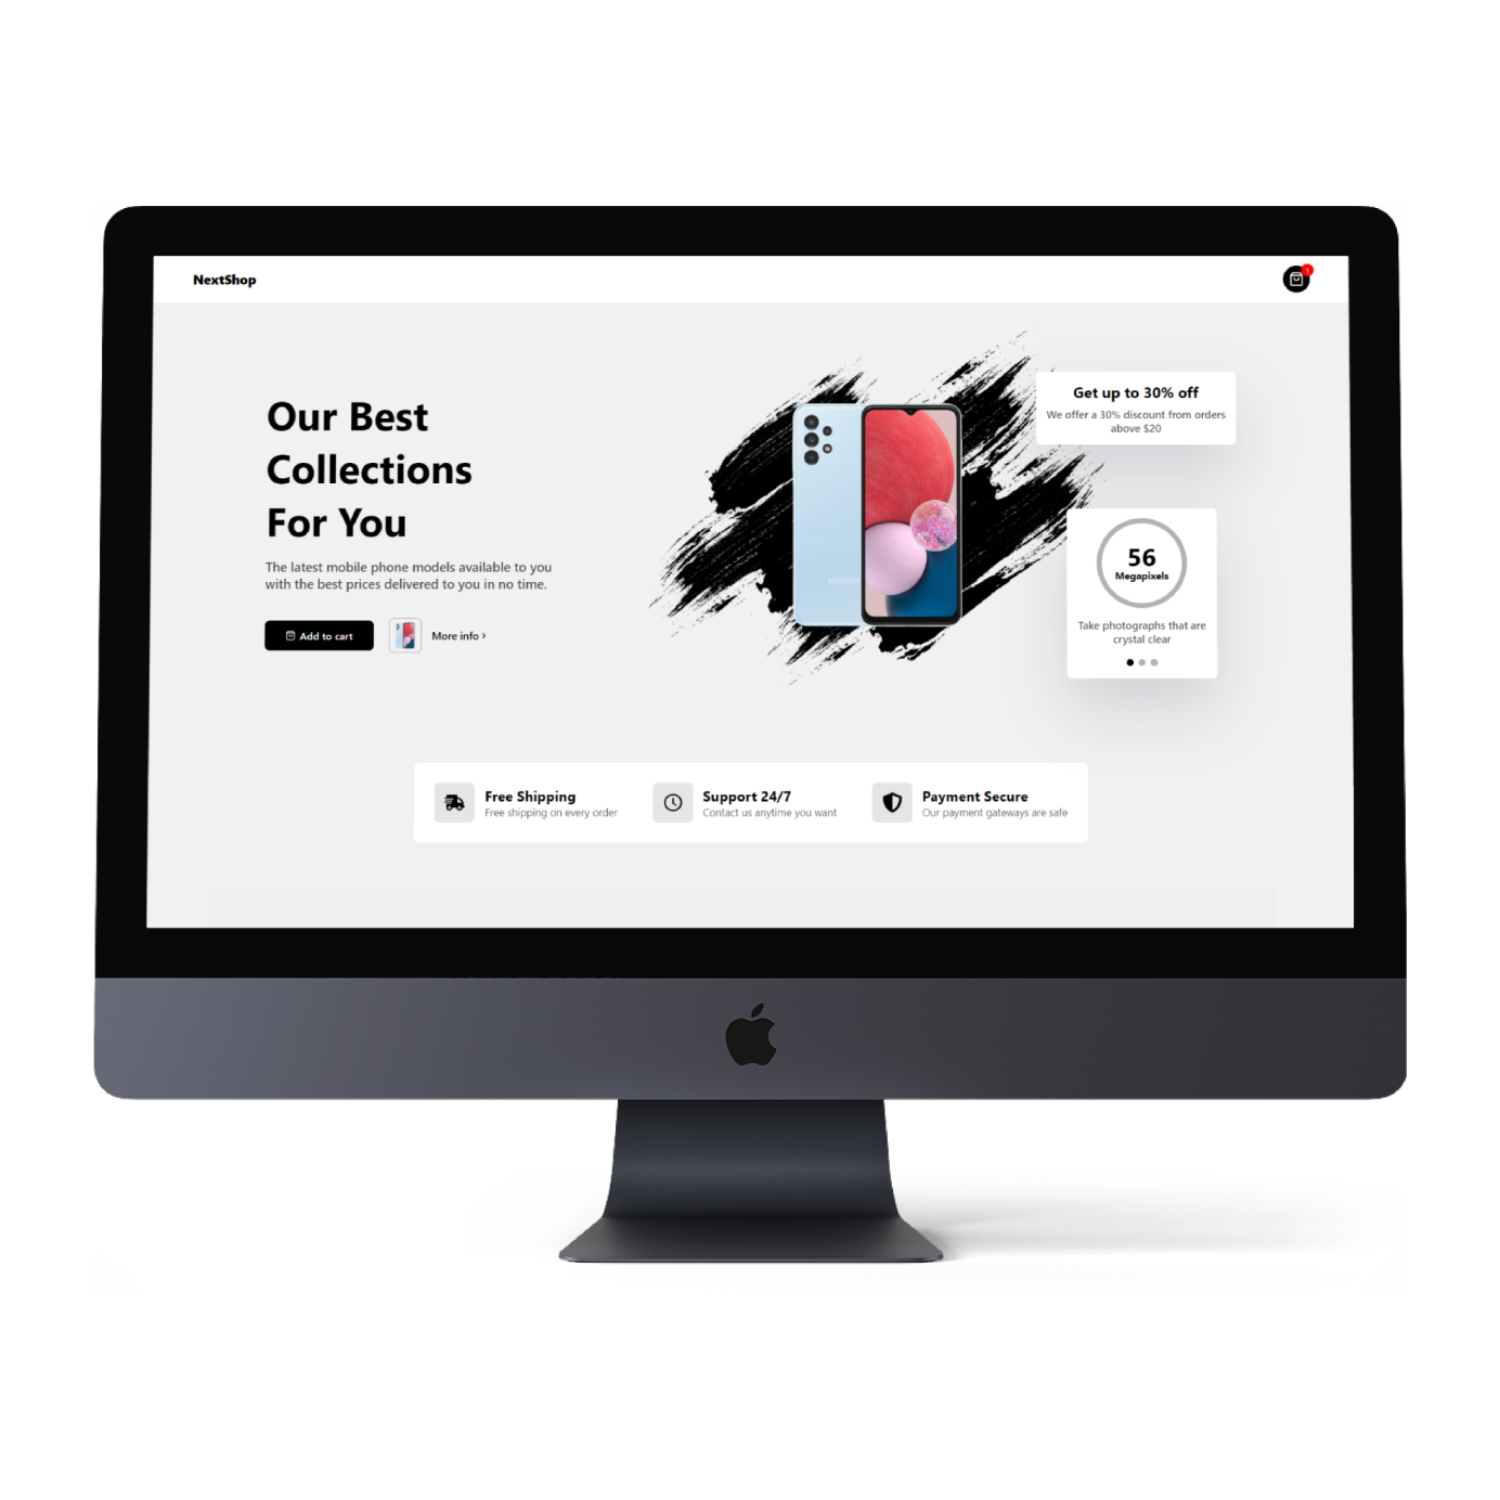 NextShop
1
Our Best
Collections
For You
The latest mobile phone models available to you
with the best prices delivered to you in no time.
Add to cart
More info ›
SAMSUNG
Get up to 30% off
We offer a 30% discount from orders
above $20
56
Megapixels
Take photographs that are
crystal clear
Free Shipping
Free shipping on every order
Support 24/7
Contact us anytime you want
Payment Secure
Our payment gateways are safe